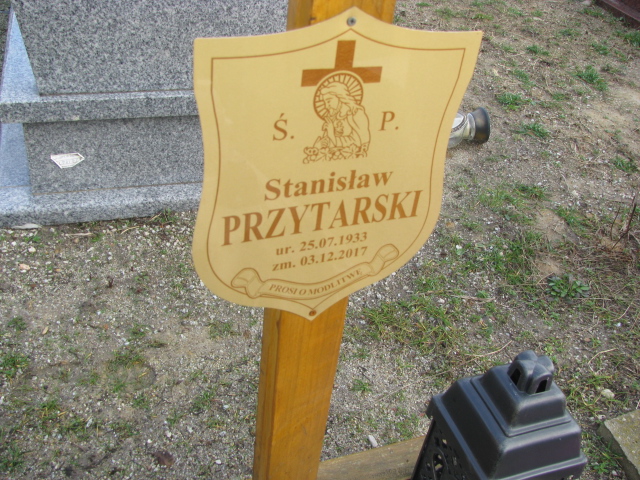 Ś. P.
Stanisław
PRZYTARSKI
ur. 25.07.1933
zm. 03.12.2017
PROSI O MODLITWĘ